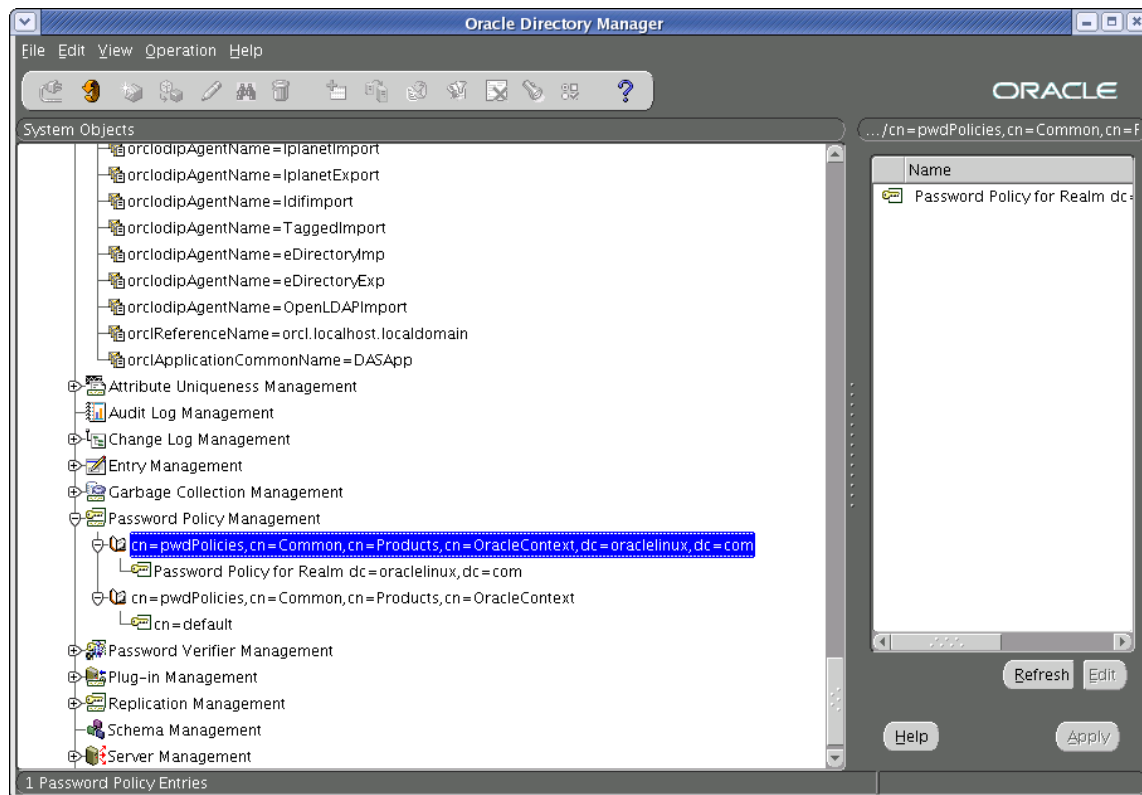 Oracle Directory Manager
File Edit View Operation Help
ORACLE
System Objects
.../cn=pwdPolicies,cn=Common,cn=P
orclodipAgentName=IplanetImport
orclodipAgentName=IplanetExport
orclodipAgentName=ldifimport
orclodipAgentName=TaggedImport
orclodipAgentName=eDirectoryImp
orclodipAgentName=eDirectoryExp
orclodipAgentName=OpenLDAPImport
orclReferenceName=orcl.localhost.localdomain
orclApplicationCommonName=DASApp
Attribute Uniqueness Management
Audit Log Management
Change Log Management
Entry Management
Garbage Collection Management
Password Policy Management
cn=pwdPolicies,cn=Common,cn=Products,cn=OracleContext,dc=oraclelinux,dc=com
Password Policy for Realm dc=oraclelinux,dc=com
cn=pwdPolicies,cn=Common,cn=Products,cn=OracleContext
cn=default
Password Verifier Management
Plug-in Management
Replication Management
Schema Management
Server Management
Name
Password Policy for Realm dc=
Refresh Edit
Help Apply
1 Password Policy Entries